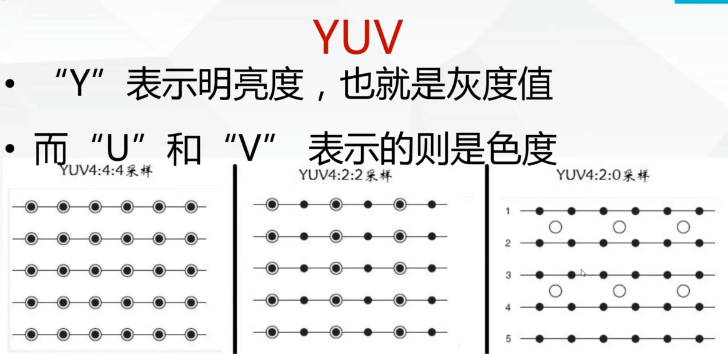 YUV
• “Y”表示明亮度，也就是灰度值
• 而“U”和“V” 表示的则是色度
YUV4:4:4采样
YUV4:2:2采样
YUV4:2:0采样
1
2
3
4
5